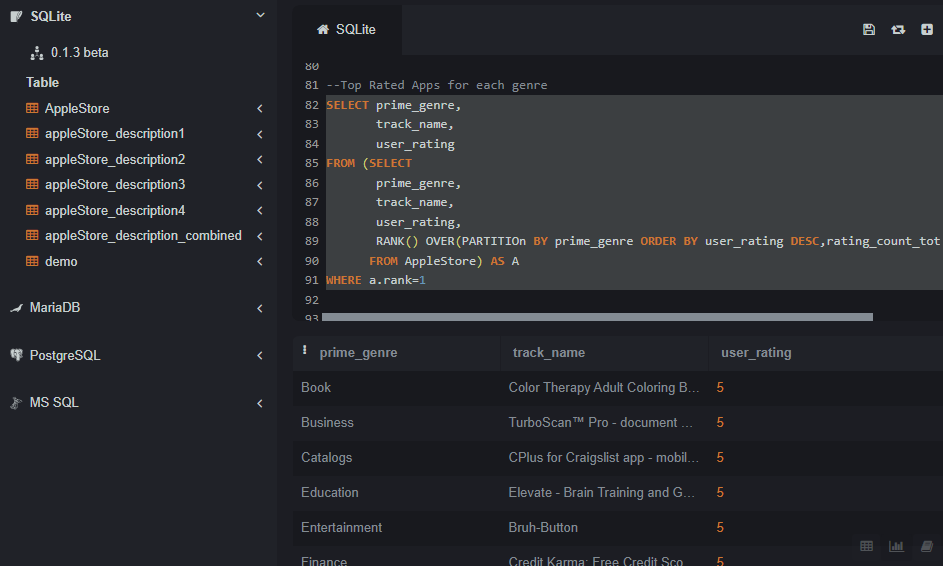 SQLite
0.1.3 beta
Table
AppleStore
appleStore_description1
appleStore_description2
appleStore_description3
appleStore_description4
appleStore_description_combined
demo
MariaDB
PostgreSQL
MS SQL
SQLite
80
81 --Top Rated Apps for each genre
82 SELECT prime_genre,
83 track_name,
84 user_rating
85 FROM (SELECT
86 prime_genre,
87 track_name,
88 user_rating,
89 RANK() OVER(PARTITIOn BY prime_genre ORDER BY user_rating DESC,rating_count_tot
90 FROM AppleStore) AS A
91 WHERE a.rank=1
92
93
prime_genre track_name user_rating
Book Color Therapy Adult Coloring B... 5
Business TurboScan™ Pro - document ... 5
Catalogs CPlus for Craigslist app - mobil... 5
Education Elevate - Brain Training and G... 5
Entertainment Bruh-Button 5
Finance Credit Karma: Free Credit Sco... 5